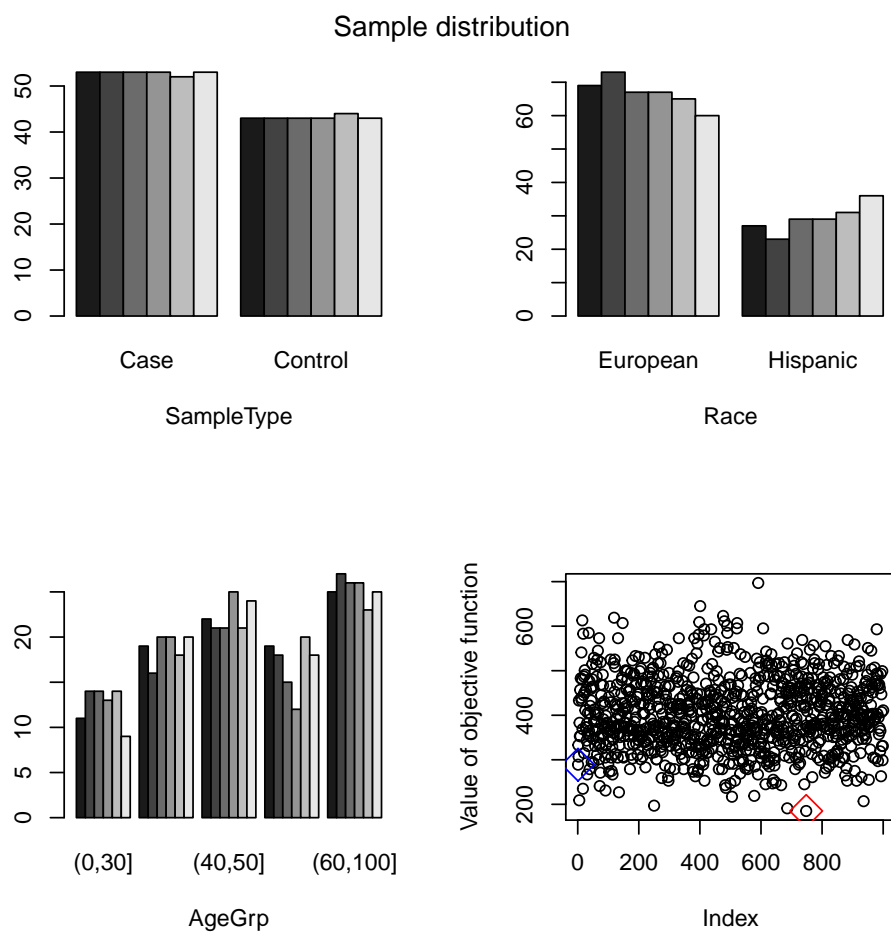 Sample distribution
0 10 20 30 40 50
Case Control
SampleType
0 20 40 60
European Hispanic
Race
0 5 10 20
(0,30] (40,50] (60,100]
AgeGrp
Value of objective function
200 400 600
0 200 400 600 800
Index